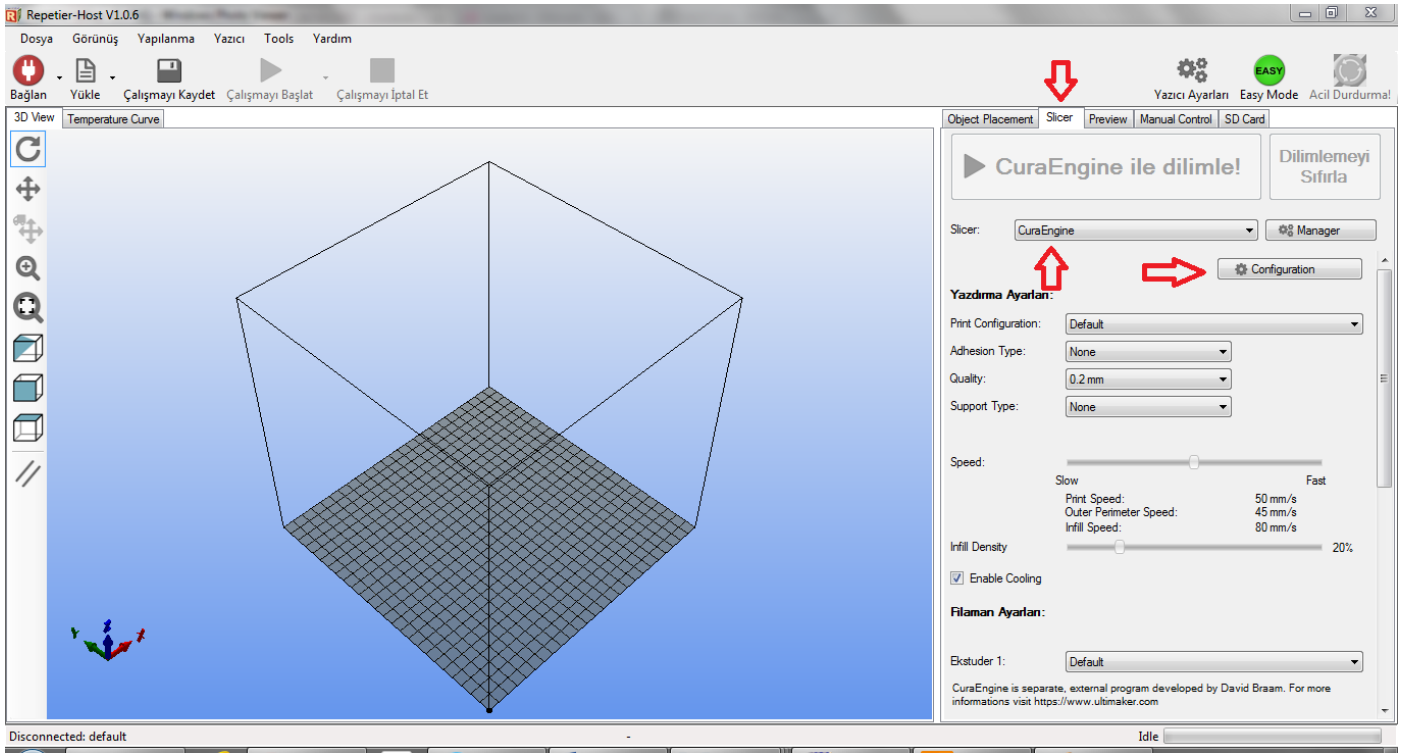 Repetier-Host V1.0.6
Dosya Görünüş Yapılanma Yazıcı Tools Yardım
Bağlan Yükle Çalışmayı Kaydet Çalışmayı Başlat Çalışmayı İptal Et Yazıcı Ayarları EASY Easy Mode Acil Durdurma!
3D View Temperature Curve
Object Placement Slicer Preview Manual Control SD Card
CuraEngine ile dilimle!
Dilimlemeyi
Sıfırla
Slicer: CuraEngine Manager
Configuration
Yazdırma Ayarları:
Print Configuration: Default
Adhesion Type: None
Quality: 0.2 mm
Support Type: None
Speed:
Slow Fast
Print Speed: 50 mm/s
Outer Perimeter Speed: 45 mm/s
Infill Speed: 80 mm/s
Infill Density 20%
Enable Cooling
Filaman Ayarları:
Ekstuder 1: Default
CuraEngine is separate, external program developed by David Braam. For more
informations visit https://www.ultimaker.com
Disconnected: default - Idle